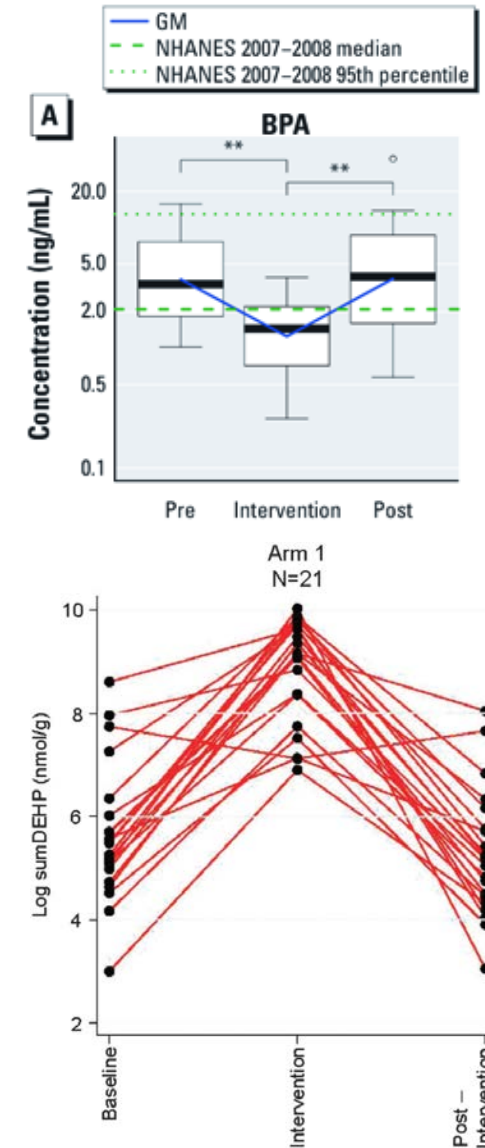 GM
NHANES 2007–2008 median
NHANES 2007–2008 95th percentile
A
BPA
**
**
Concentration (ng/mL)
20.0
5.0
2.0
0.5
0.1
Pre Intervention Post
Arm 1
N=21
Log sumDEHP (nmol/g)
10
8
6
4
2
Baseline
Intervention
Post –
Intervention